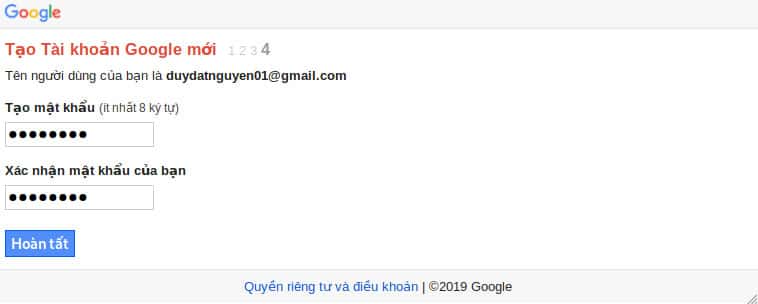 Google
Tạo Tài khoản Google mới 1 2 3 4
Tên người dùng của bạn là duydatnguyen01@gmail.com
Tạo mật khẩu (ít nhất 8 ký tự)
●●●●●●●●
Xác nhận mật khẩu của bạn
●●●●●●●●
Hoàn tất
Quyền riêng tư và điều khoản | ©2019 Google